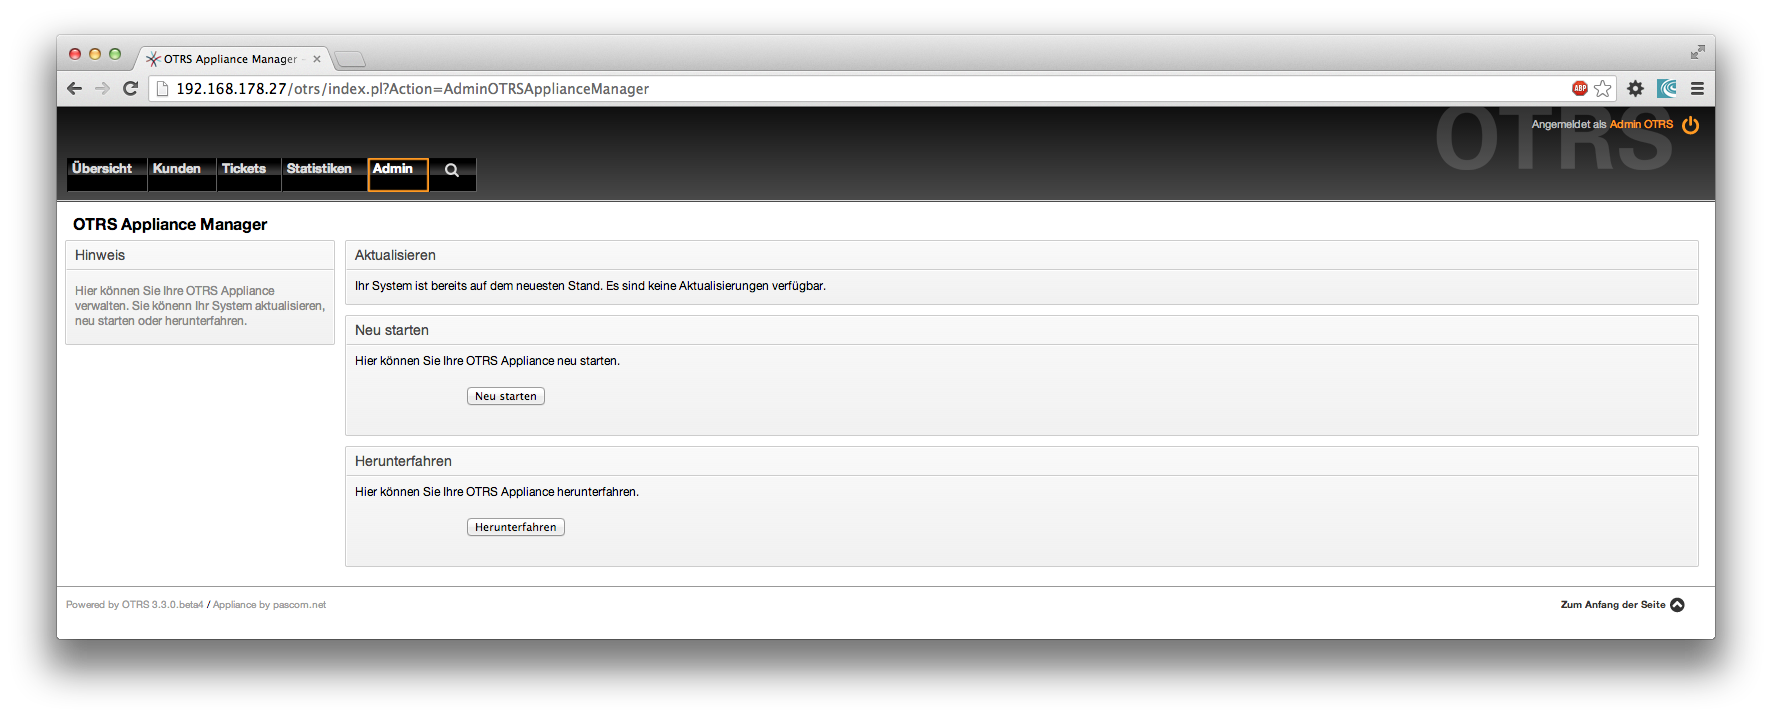 OTRS Appliance Manager
192.168.178.27/otrs/index.pl?Action=AdminOTRSApplianceManager
ABP
OTRS
Angemeldet als Admin OTRS
Übersicht Kunden Tickets Statistiken Admin
OTRS Appliance Manager
Hinweis
Hier können Sie Ihre OTRS Appliance
verwalten. Sie könenn Ihr System aktualisieren,
neu starten oder herunterfahren.
Aktualisieren
Ihr System ist bereits auf dem neuesten Stand. Es sind keine Aktualisierungen verfügbar.
Neu starten
Hier können Sie Ihre OTRS Appliance neu starten.
Neu starten
Herunterfahren
Hier können Sie Ihre OTRS Appliance herunterfahren.
Herunterfahren
Powered by OTRS 3.3.0.beta4 / Appliance by pascom.net
Zum Anfang der Seite